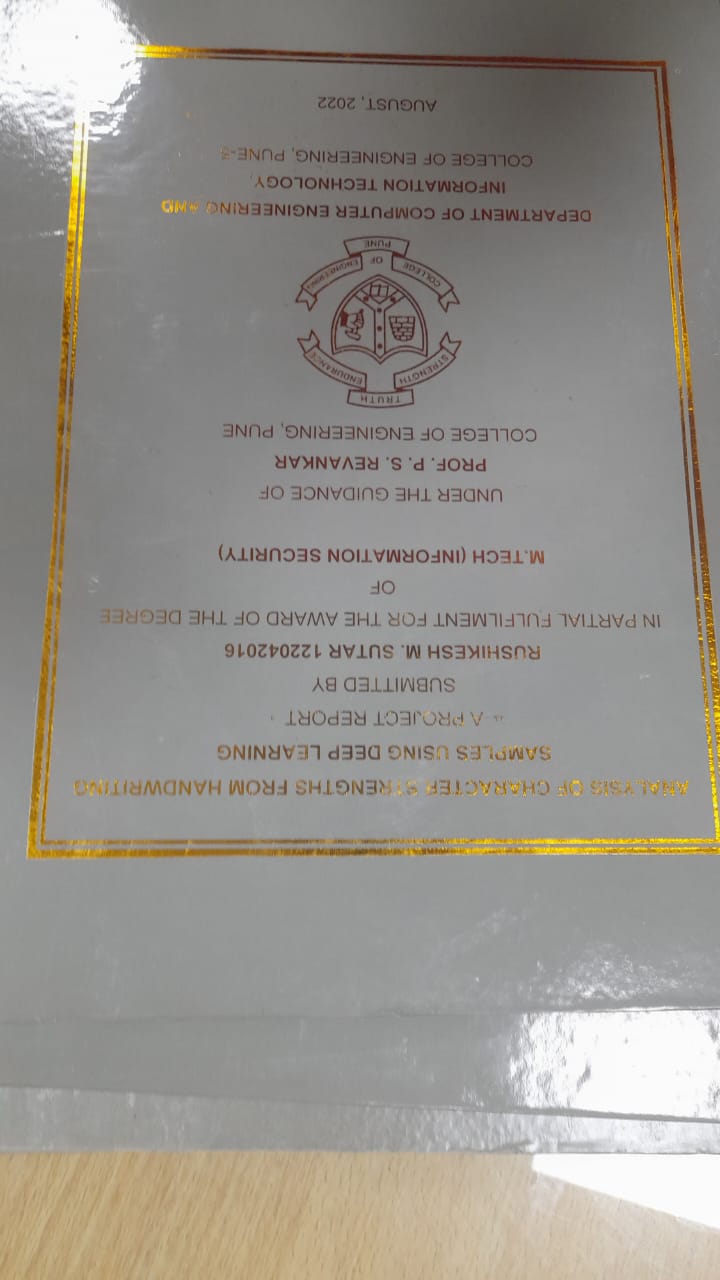 ANALYSIS OF CHARACTER STRENGTHS FROM HANDWRITING
SAMPLES USING DEEP LEARNING
A PROJECT REPORT
SUBMITTED BY
RUSHIKESH M. SUTAR 122042016
IN PARTIAL FULFILMENT FOR THE AWARD OF THE DEGREE
OF
M.TECH (INFORMATION SECURITY)
UNDER THE GUIDANCE OF
PROF. P. S. REVANKAR
COLLEGE OF ENGINEERING, PUNE
TRUTH
STRENGTH
ENDURANCE
COLLEGE OF ENGINEERING
PUNE
DEPARTMENT OF COMPUTER ENGINEERING AND
INFORMATION TECHNOLOGY,
COLLEGE OF ENGINEERING, PUNE-5
AUGUST, 2022